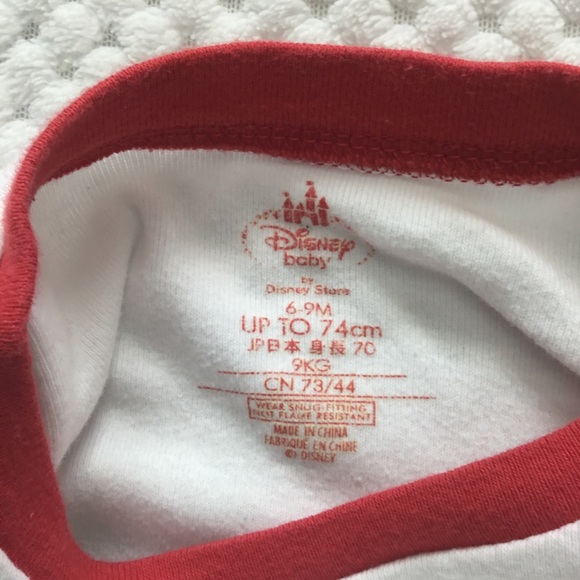 Disney
baby
by
Disney Store
6-9M
UP TO 74cm
JP日本 身長 70
9KG
CN 73/44
WEAR SNUG-FITTING
NOT FLAME RESISTANT
MADE IN CHINA
FABRIQUÉ EN CHINE
© DISNEY